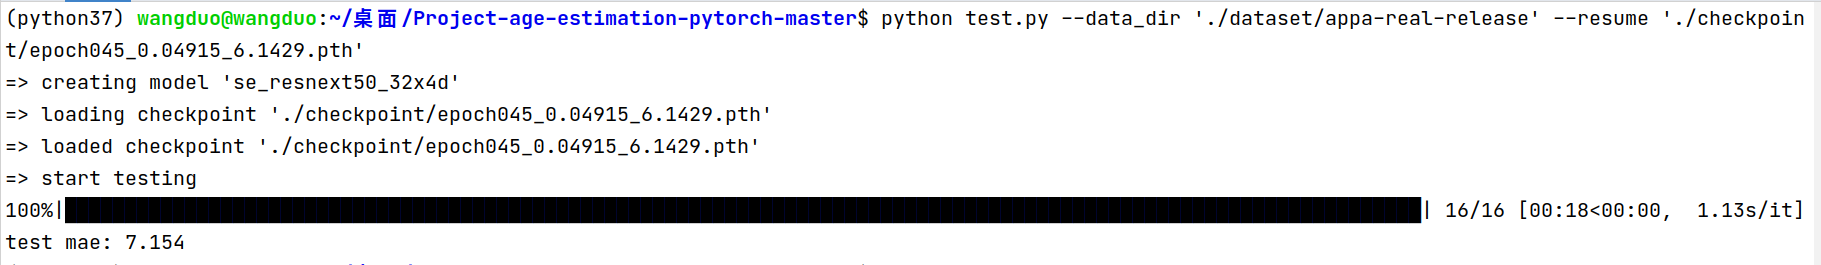 (python37) wangduo@wangduo:~/桌面/Project-age-estimation-pytorch-master$ python test.py --data_dir './dataset/appa-real-release' --resume './checkpoin
t/epoch045_0.04915_6.1429.pth'
=> creating model 'se_resnext50_32x4d'
=> loading checkpoint './checkpoint/epoch045_0.04915_6.1429.pth'
=> loaded checkpoint './checkpoint/epoch045_0.04915_6.1429.pth'
=> start testing
100%|██████████| 16/16 [00:18<00:00,  1.13s/it]
test mae: 7.154